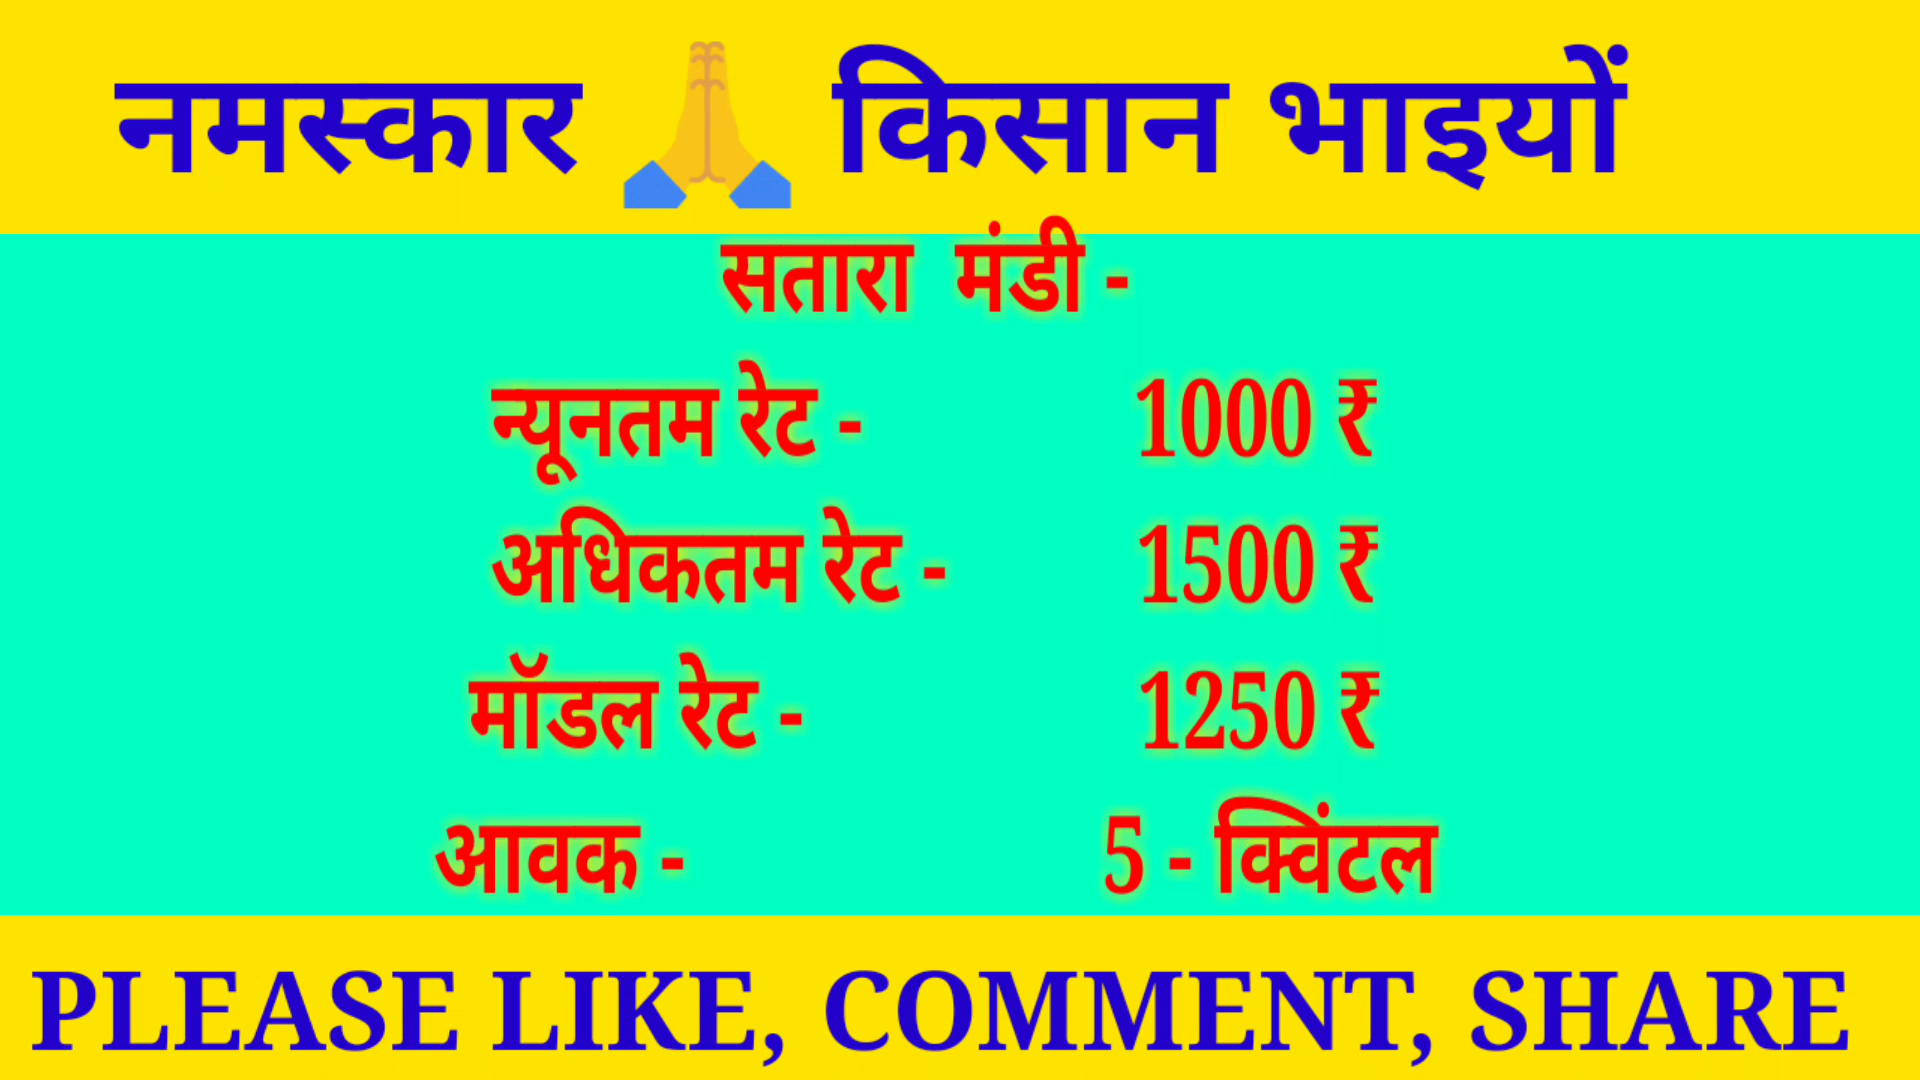 नमस्कार 🙏 किसान भाइयों
सतारा मंडी -
न्यूनतम रेट - 1000 ₹
अधिकतम रेट - 1500 ₹
मॉडल रेट - 1250 ₹
आवक - 5 - क्विंटल
PLEASE LIKE, COMMENT, SHARE